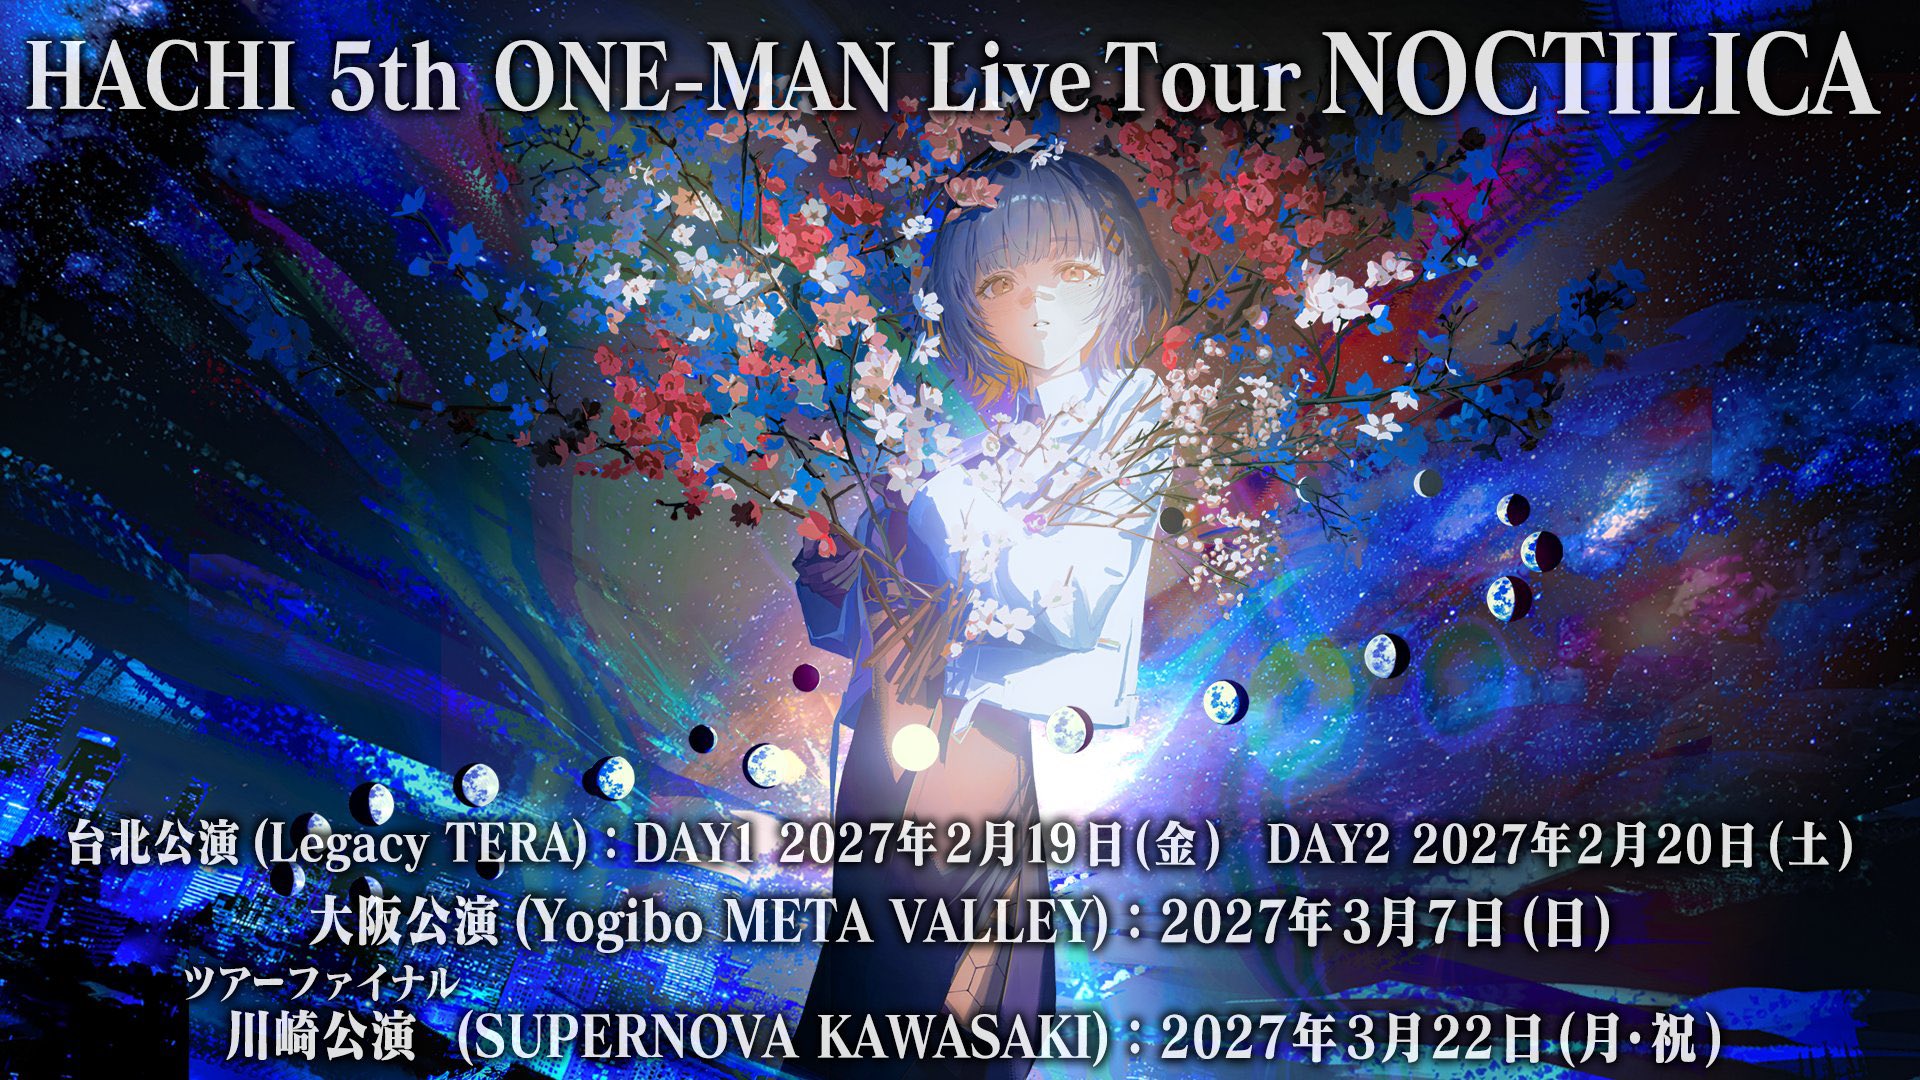 HACHI 5th ONE-MAN Live Tour NOCTILICA
台北公演 (Legacy TERA)：DAY1 2027年2月19日(金) DAY2 2027年2月20日(土)
大阪公演 (Yogibo META VALLEY)：2027年3月7日(日)
ツアーファイナル
川崎公演 (SUPERNOVA KAWASAKI)：2027年3月22日(月・祝)